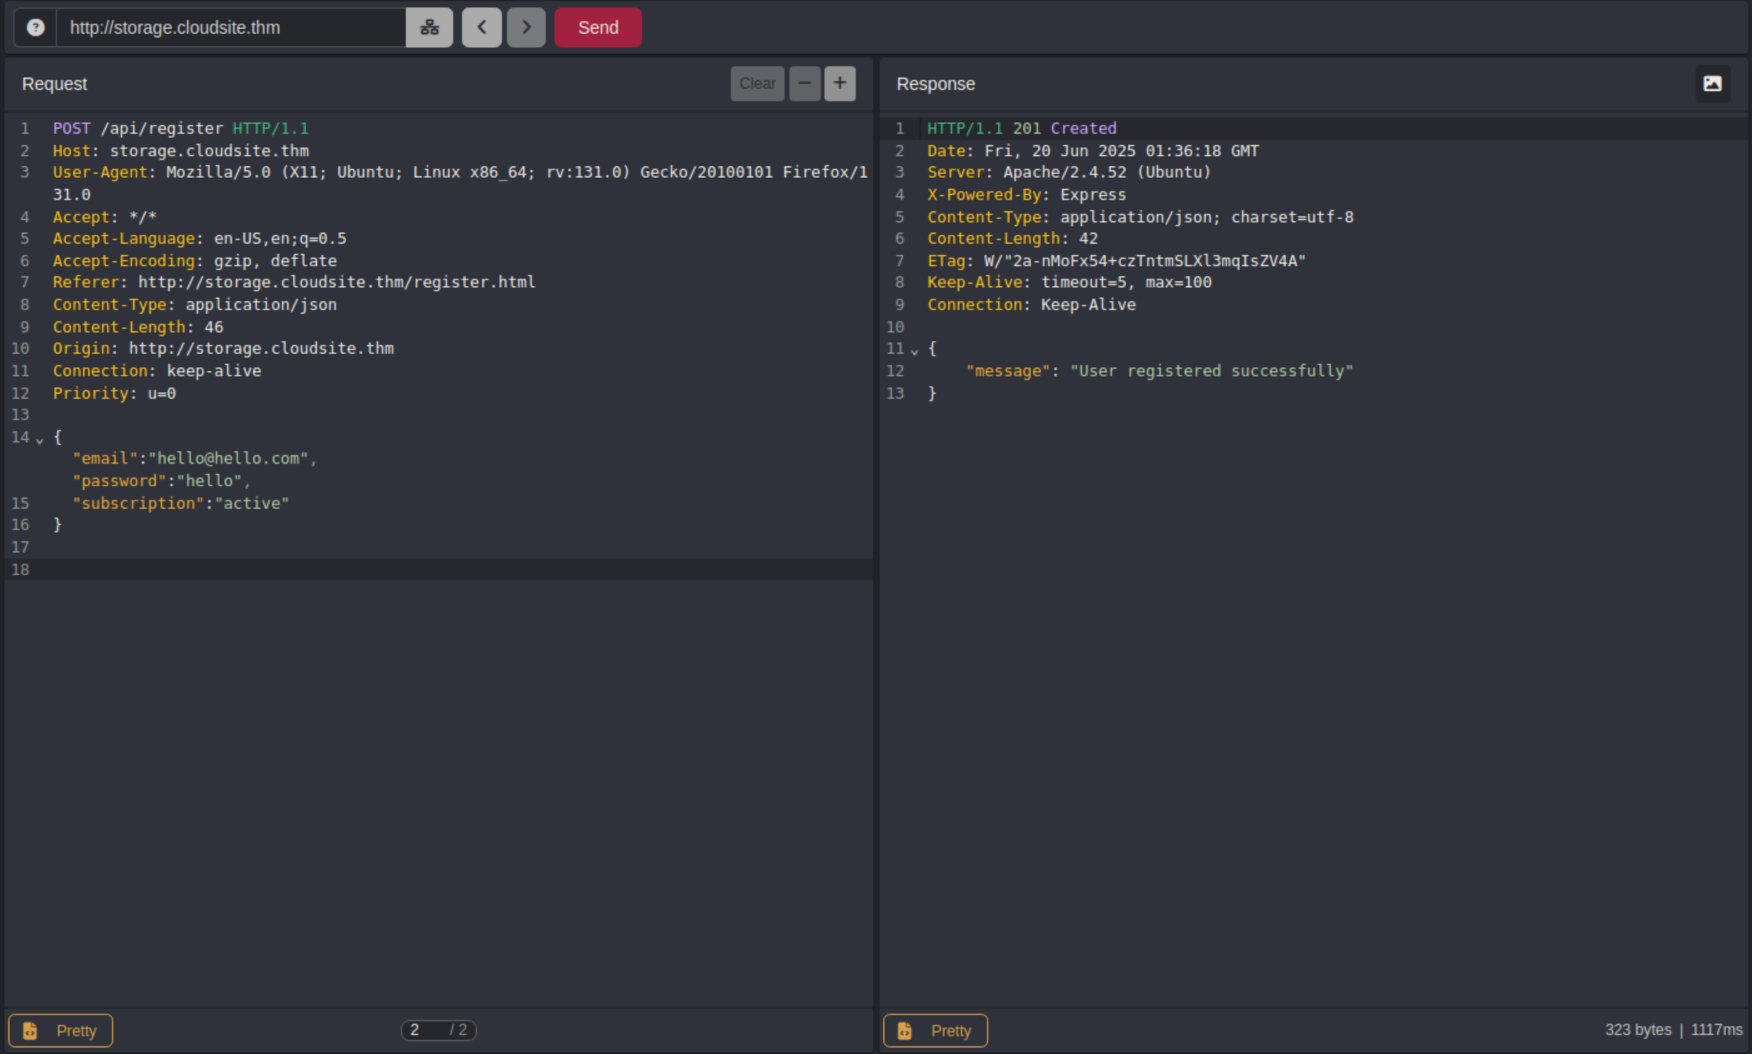 http://storage.cloudsite.thm
Send
Request
Clear
Response
1 POST /api/register HTTP/1.1
2 Host: storage.cloudsite.thm
3 User-Agent: Mozilla/5.0 (X11; Ubuntu; Linux x86_64; rv:131.0) Gecko/20100101 Firefox/1
31.0
4 Accept: */*
5 Accept-Language: en-US,en;q=0.5
6 Accept-Encoding: gzip, deflate
7 Referer: http://storage.cloudsite.thm/register.html
8 Content-Type: application/json
9 Content-Length: 46
10 Origin: http://storage.cloudsite.thm
11 Connection: keep-alive
12 Priority: u=0
13
14 {
"email":"hello@hello.com",
"password":"hello",
15 "subscription":"active"
16 }
17
18
1 HTTP/1.1 201 Created
2 Date: Fri, 20 Jun 2025 01:36:18 GMT
3 Server: Apache/2.4.52 (Ubuntu)
4 X-Powered-By: Express
5 Content-Type: application/json; charset=utf-8
6 Content-Length: 42
7 ETag: W/"2a-nMoFx54+czTntmSLXl3mqIsZV4A"
8 Keep-Alive: timeout=5, max=100
9 Connection: Keep-Alive
10
11 {
12 "message": "User registered successfully"
13 }
Pretty
2 / 2
Pretty
323 bytes | 1117ms